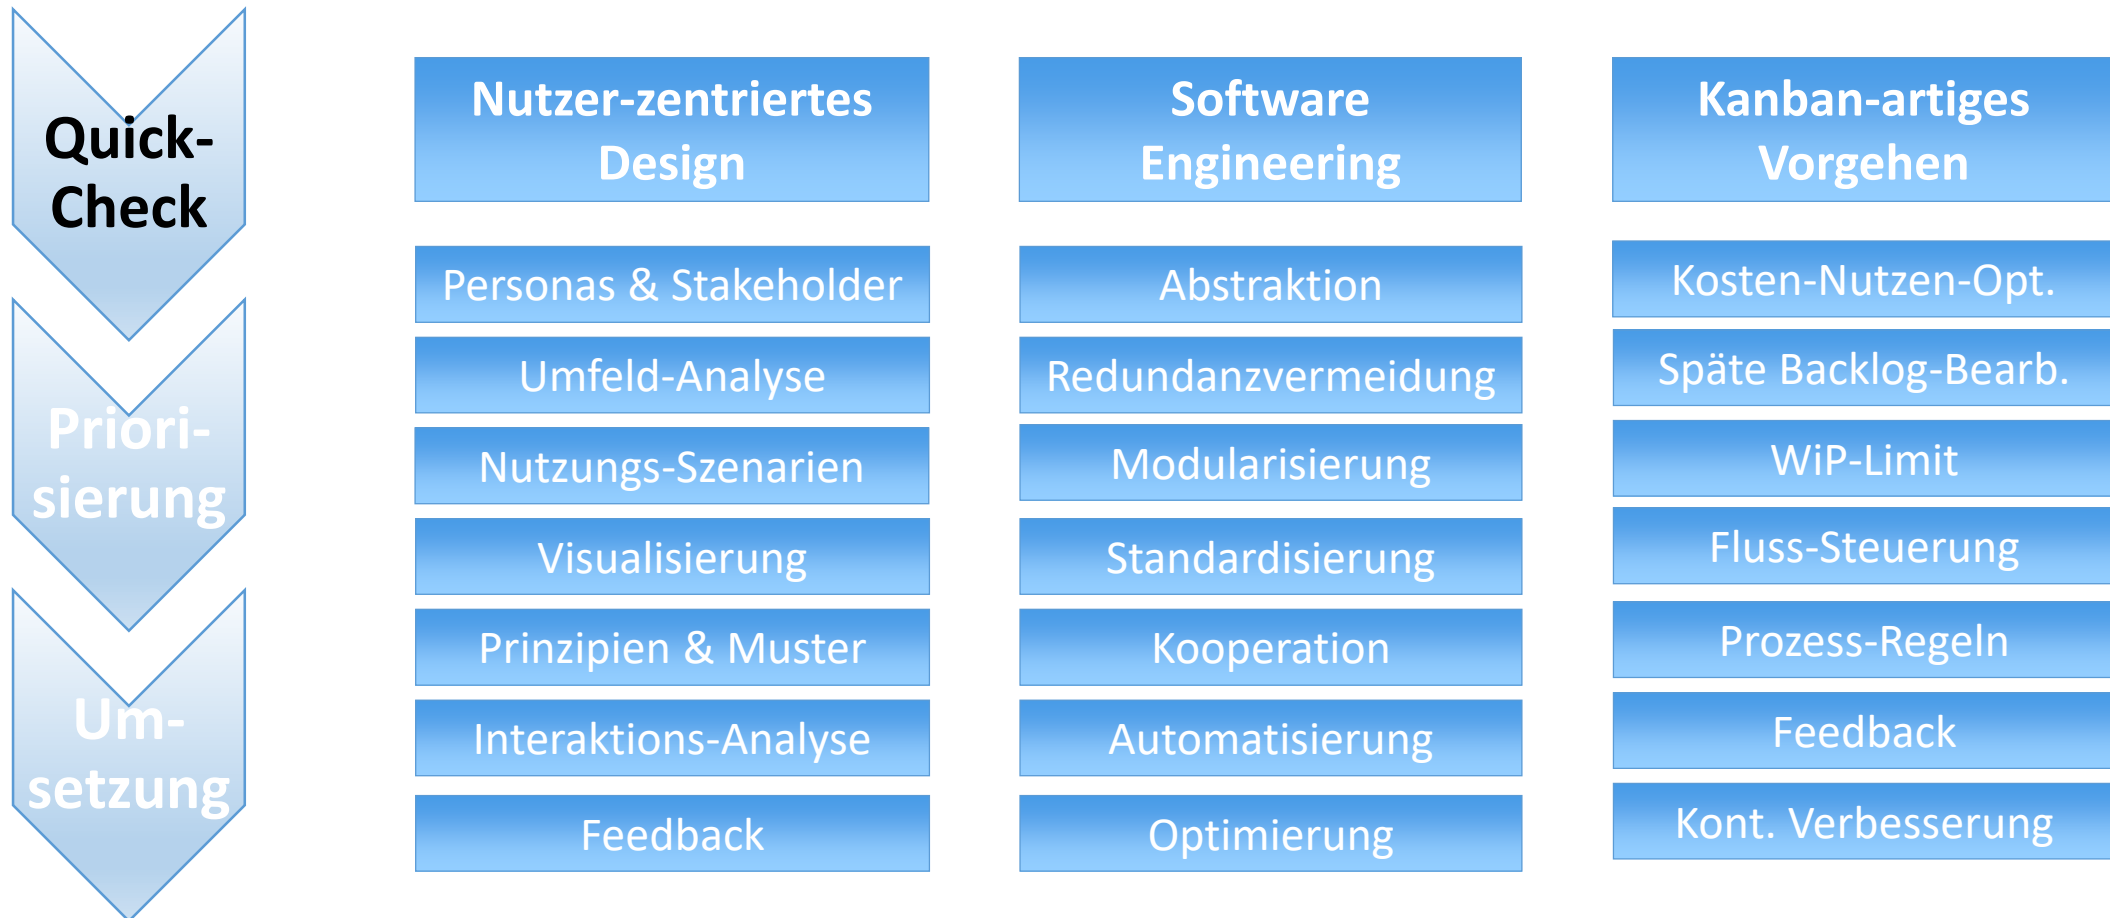 Quick-
Check
Priori-
sierung
Um-
setzung
Nutzer-zentriertes
Design
Personas & Stakeholder
Umfeld-Analyse
Nutzungs-Szenarien
Visualisierung
Prinzipien & Muster
Interaktions-Analyse
Feedback
Software
Engineering
Abstraktion
Redundanzvermeidung
Modularisierung
Standardisierung
Kooperation
Automatisierung
Optimierung
Kanban-artiges
Vorgehen
Kosten-Nutzen-Opt.
Späte Backlog-Bearb.
WiP-Limit
Fluss-Steuerung
Prozess-Regeln
Feedback
Kont. Verbesserung